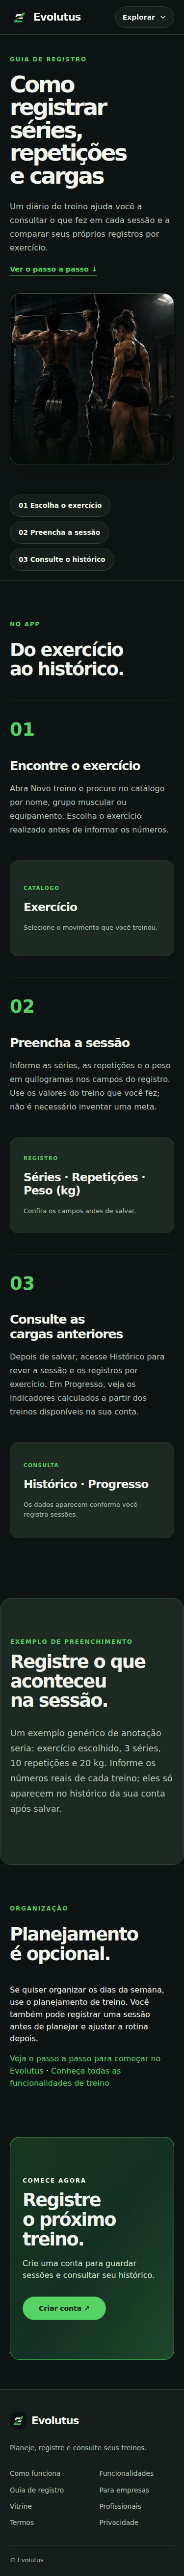 Evolutus
Explorar
GUIA DE REGISTRO
Como
registrar
séries,
repetições
e cargas
Um diário de treino ajuda você a
consultar o que fez em cada sessão e a
comparar seus próprios registros por
exercício.
Ver o passo a passo ↓
01 Escolha o exercício
02 Preencha a sessão
03 Consulte o histórico
NO APP
Do exercício
ao histórico.
01
Encontre o exercício
Abra Novo treino e procure no catálogo
por nome, grupo muscular ou
equipamento. Escolha o exercício
realizado antes de informar os números.
CATÁLOGO
Exercício
Selecione o movimento que você treinou.
02
Preencha a sessão
Informe as séries, as repetições e o peso
em quilogramas nos campos do registro.
Use os valores do treino que você fez;
não é necessário inventar uma meta.
REGISTRO
Séries · Repetições ·
Peso (kg)
Confira os campos antes de salvar.
03
Consulte as
cargas anteriores
Depois de salvar, acesse Histórico para
rever a sessão e os registros por
exercício. Em Progresso, veja os
indicadores calculados a partir dos
treinos disponíveis na sua conta.
CONSULTA
Histórico · Progresso
Os dados aparecem conforme você
registra sessões.
EXEMPLO DE PREENCHIMENTO
Registre o que
aconteceu
na sessão.
Um exemplo genérico de anotação
seria: exercício escolhido, 3 séries,
10 repetições e 20 kg. Informe os
números reais de cada treino; eles só
aparecem no histórico da sua conta
após salvar.
ORGANIZAÇÃO
Planejamento
é opcional.
Se quiser organizar os dias da semana,
use o planejamento de treino. Você
também pode registrar uma sessão
antes de planejar e ajustar a rotina
depois.
Veja o passo a passo para começar no
Evolutus · Conheça todas as
funcionalidades de treino
COMECE AGORA
Registre
o próximo
treino.
Crie uma conta para guardar
sessões e consultar seu histórico.
Criar conta ↗
Evolutus
Planeje, registre e consulte seus treinos.
Como funciona
Funcionalidades
Guia de registro
Para empresas
Vitrine
Profissionais
Termos
Privacidade
© Evolutus